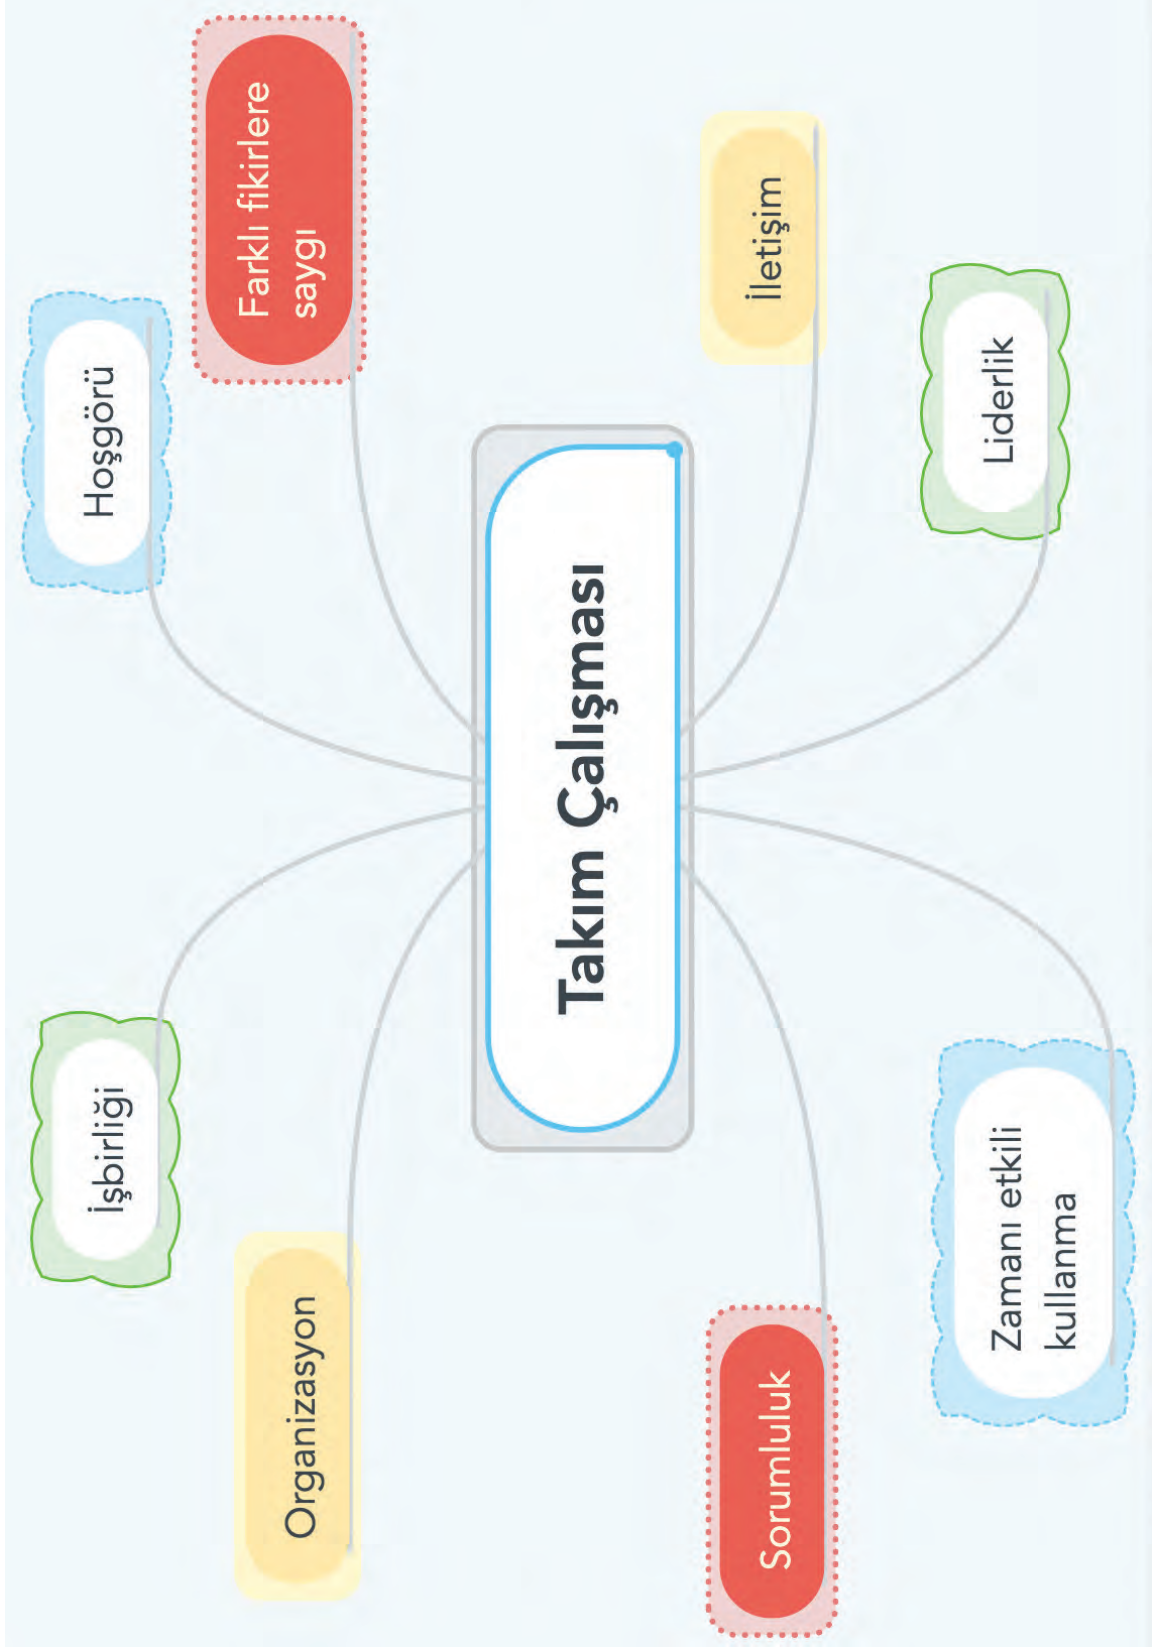 İşbirliği
Hoşgörü
Organizasyon
Farklı fikirlere
saygı
Takım Çalışması
Sorumluluk
İletişim
Zamanı etkili
kullanma
Liderlik